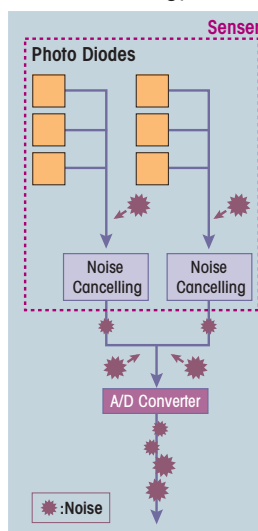 Senser
Photo Diodes
Noise
Cancelling
Noise
Cancelling
A/D Converter
:Noise